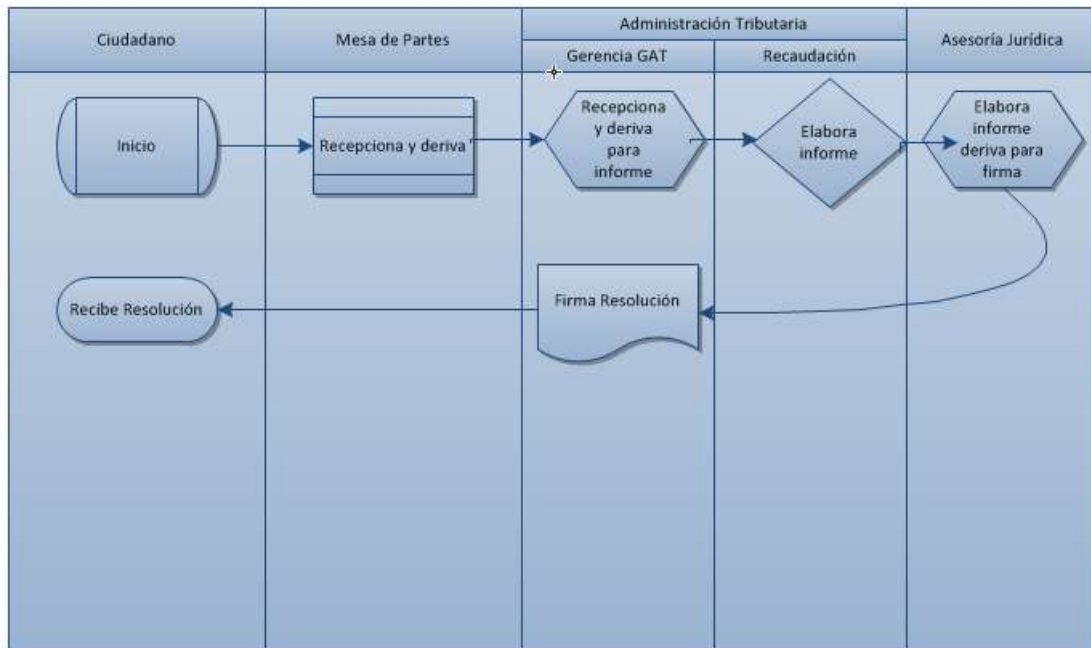 Ciudadano
Mesa de Partes
Administración Tributaria
Gerencia GAT
Recaudación
Asesoría Jurídica
Inicio
Recepciona y deriva
Recepciona
y deriva
para
informe
Elabora
informe
Elabora
informe
deriva para
firma
Recibe Resolución
Firma Resolución